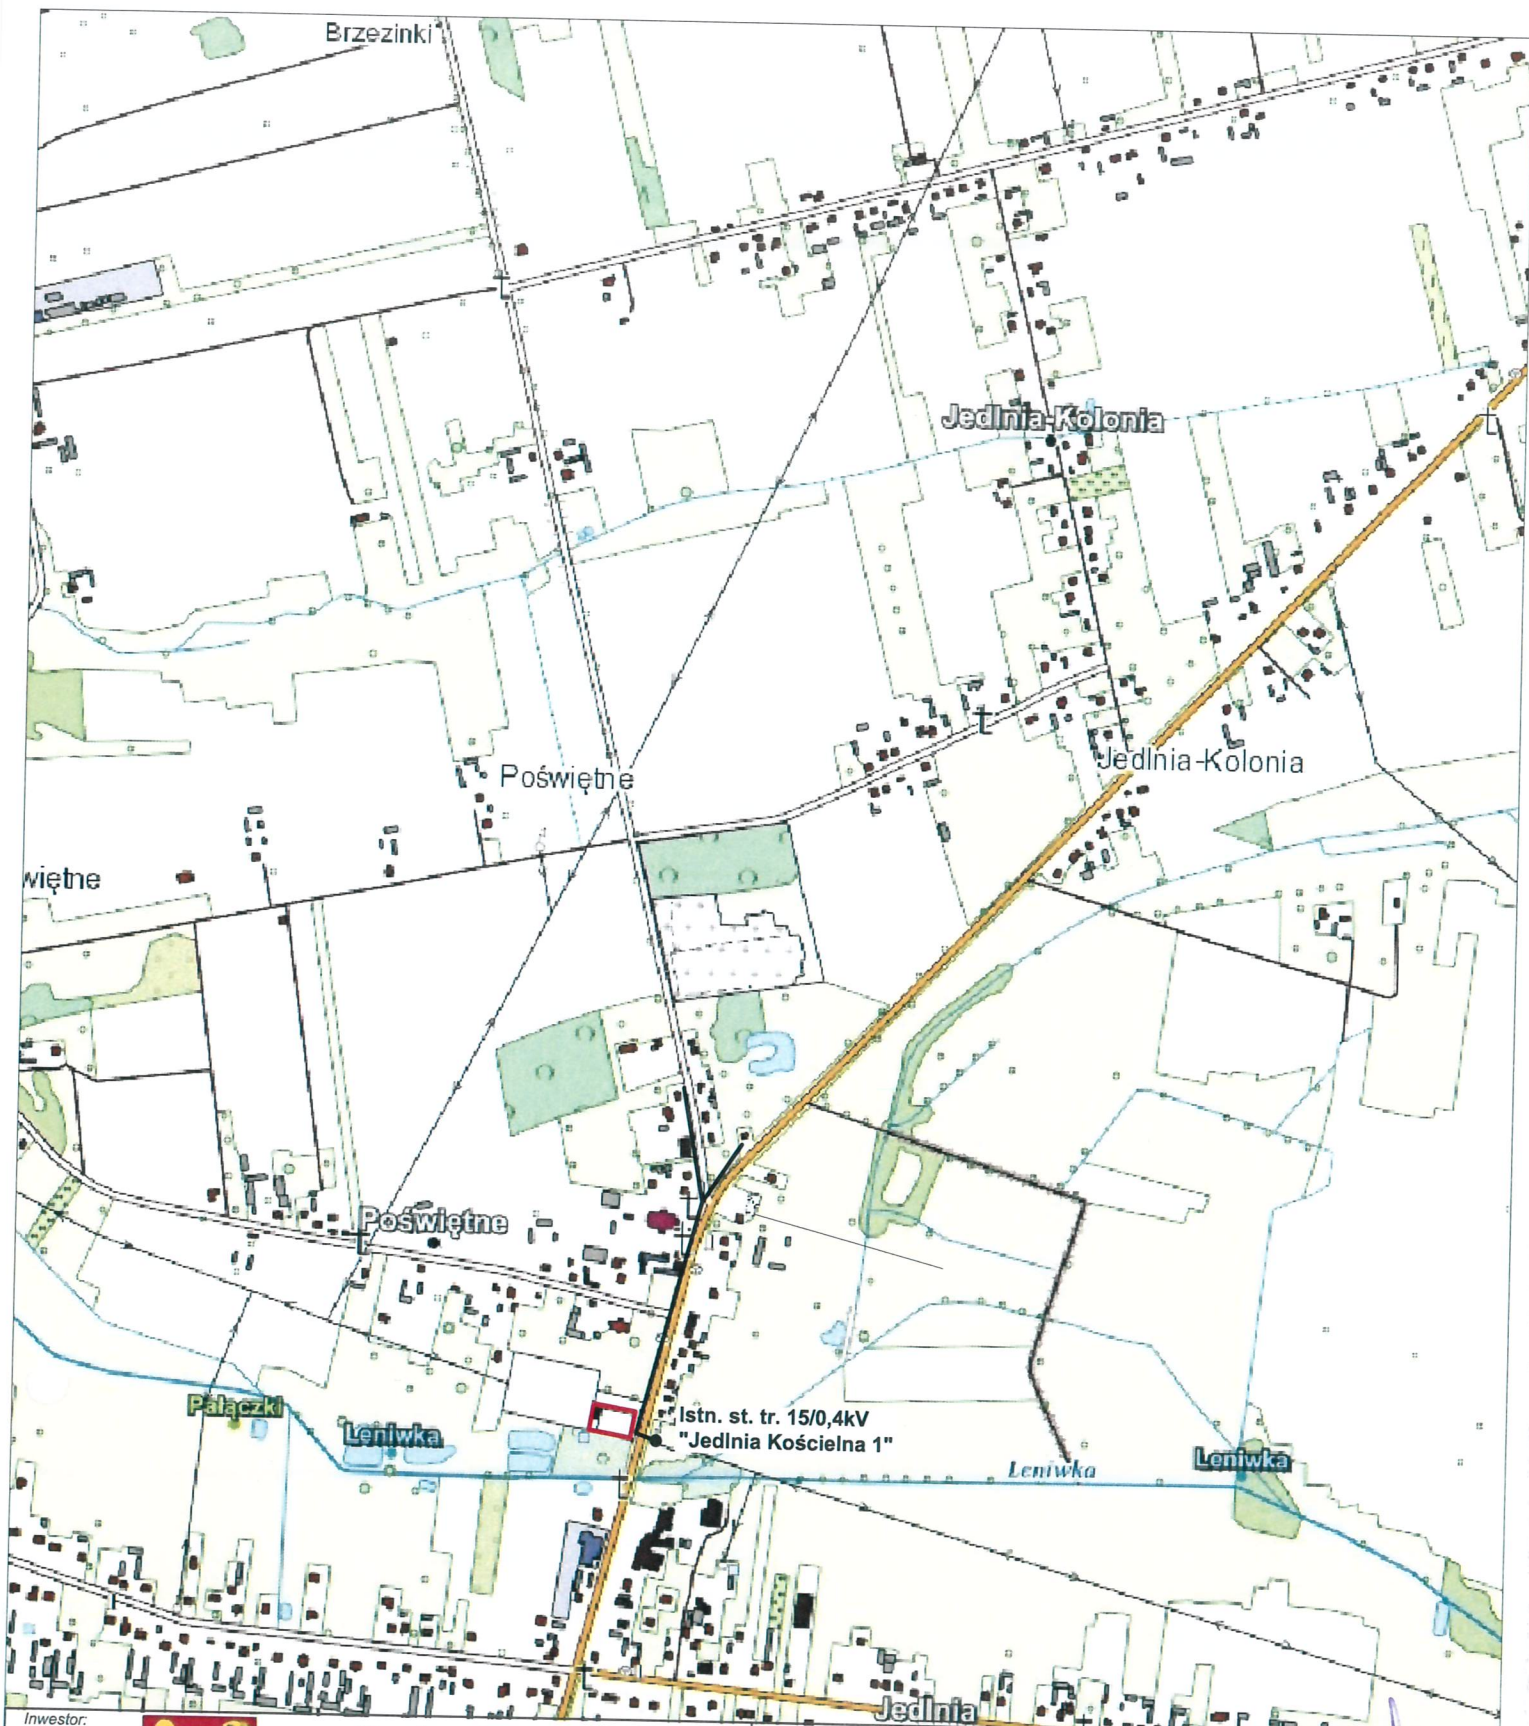 Brzezinki
Jedlnia-Kolonia
Poświętne
Jedlnia-Kolonia
więtne
Poświętne
Pałączki
Leniwka
Istn. st. tr. 15/0,4kV
"Jedlnia Kościelna 1"
Leniwka
Leniwka
Jedlnia
Inwestor: